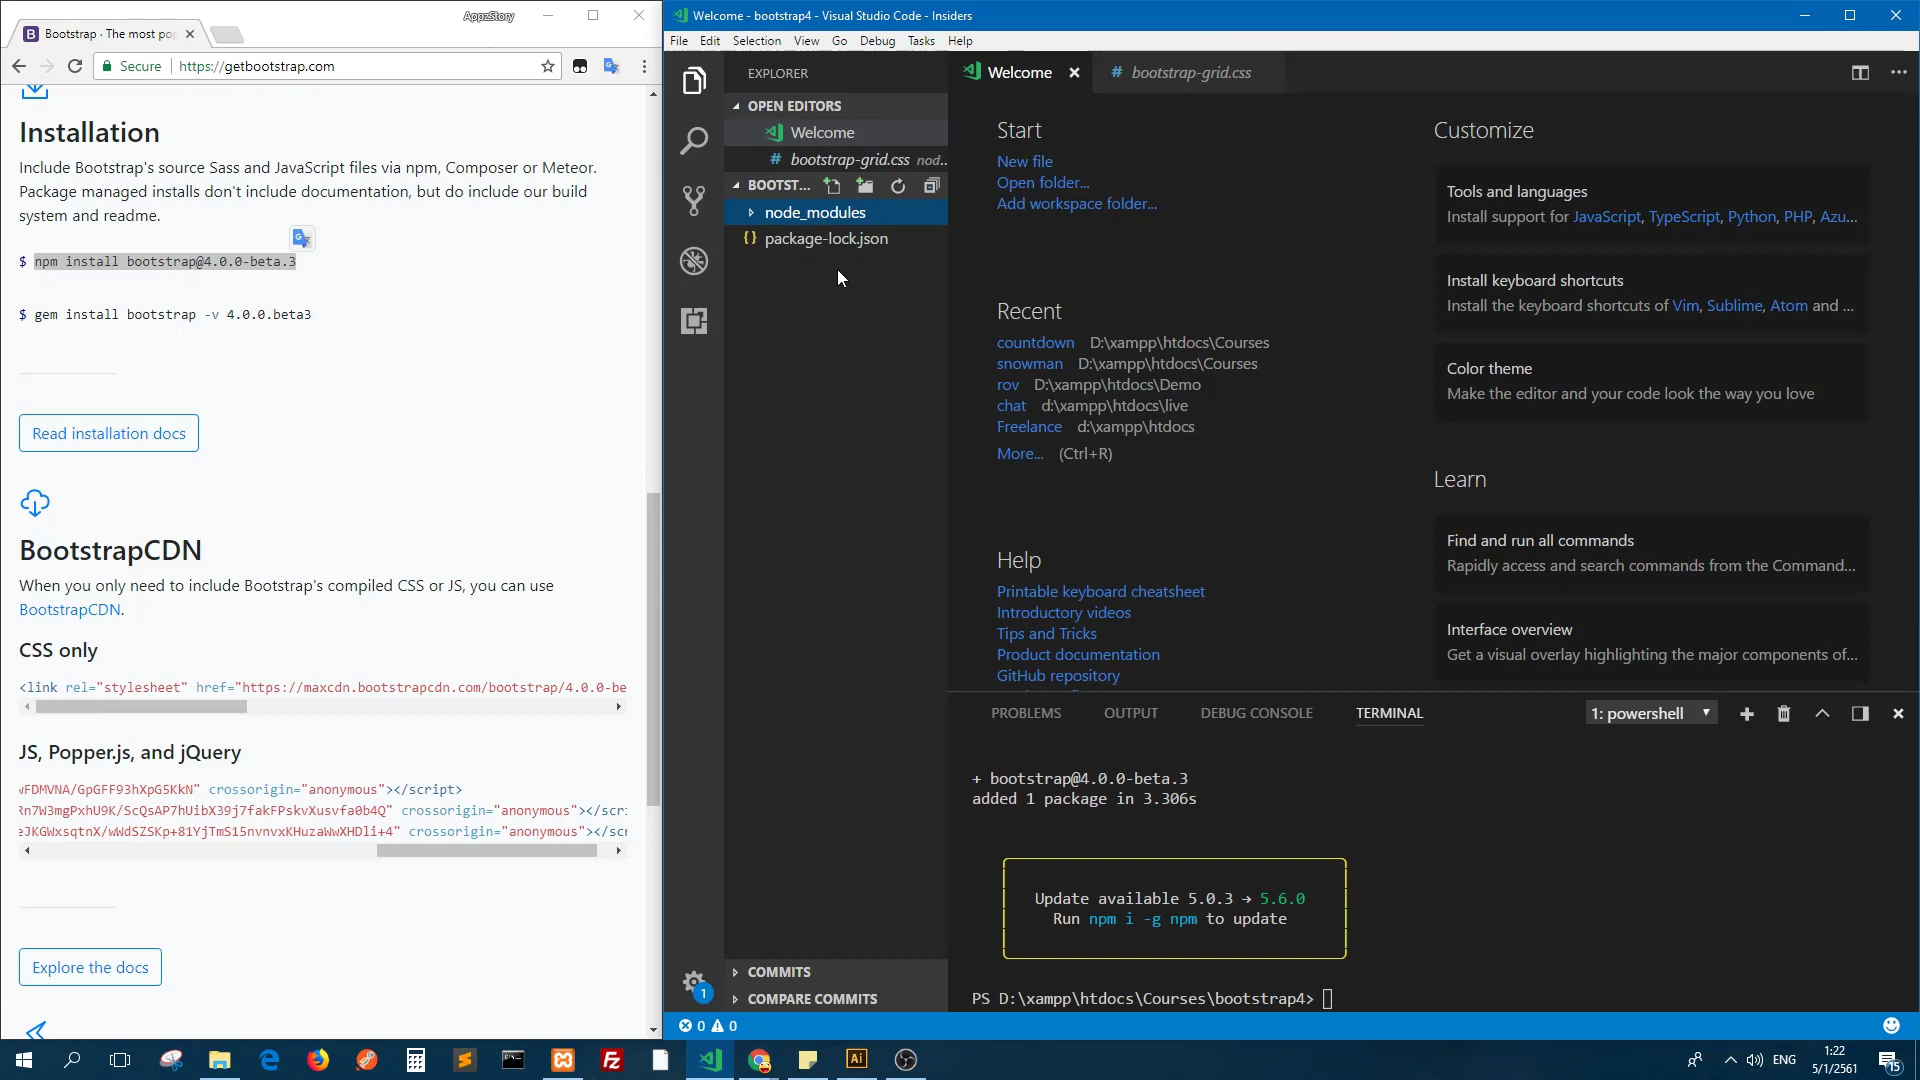 AppzStory
Bootstrap · The most po
Secure
https://getbootstrap.com
Installation
Include Bootstrap's source Sass and JavaScript files via npm, Composer or Meteor.
Package managed installs don't include documentation, but do include our build
system and readme.
$ npm install bootstrap@4.0.0-beta.3
$ gem install bootstrap -v 4.0.0.beta3
Read installation docs
BootstrapCDN
When you only need to include Bootstrap's compiled CSS or JS, you can use
BootstrapCDN.
CSS only
<link rel="stylesheet" href="https://maxcdn.bootstrapcdn.com/bootstrap/4.0.0-be
JS, Popper.js, and jQuery
vFDMVNA/GpGFF93hXpG5KkN" crossorigin="anonymous"></script>
Rn7W3mgPxhU9K/ScQsAP7hUibX39j7fakFPskvXusvfa0b4Q" crossorigin="anonymous"></scri
eJKGWxsqtnX/wWdSZSKp+81YjTmS15nvnvxKHuzaWwXHDli+4" crossorigin="anonymous"></scr
Explore the docs
Welcome - bootstrap4 - Visual Studio Code - Insiders
File Edit Selection View Go Debug Tasks Help
EXPLORER
OPEN EDITORS
Welcome
# bootstrap-grid.css nod...
BOOTST...
node_modules
{} package-lock.json
COMMITS
COMPARE COMMITS
1
Welcome
# bootstrap-grid.css
Start
New file
Open folder...
Add workspace folder...
Recent
countdown D:\xampp\htdocs\Courses
snowman D:\xampp\htdocs\Courses
rov D:\xampp\htdocs\Demo
chat d:\xampp\htdocs\live
Freelance d:\xampp\htdocs
More... (Ctrl+R)
Help
Printable keyboard cheatsheet
Introductory videos
Tips and Tricks
Product documentation
GitHub repository
Customize
Tools and languages
Install support for JavaScript, TypeScript, Python, PHP, Azu...
Install keyboard shortcuts
Install the keyboard shortcuts of Vim, Sublime, Atom and ...
Color theme
Make the editor and your code look the way you love
Learn
Find and run all commands
Rapidly access and search commands from the Command...
Interface overview
Get a visual overlay highlighting the major components of...
PROBLEMS OUTPUT DEBUG CONSOLE TERMINAL
1: powershell
+ bootstrap@4.0.0-beta.3
added 1 package in 3.306s
Update available 5.0.3 → 5.6.0
Run npm i -g npm to update
PS D:\xampp\htdocs\Courses\bootstrap4>
0 0
Ai
ENG
1:22
5/1/2561
15